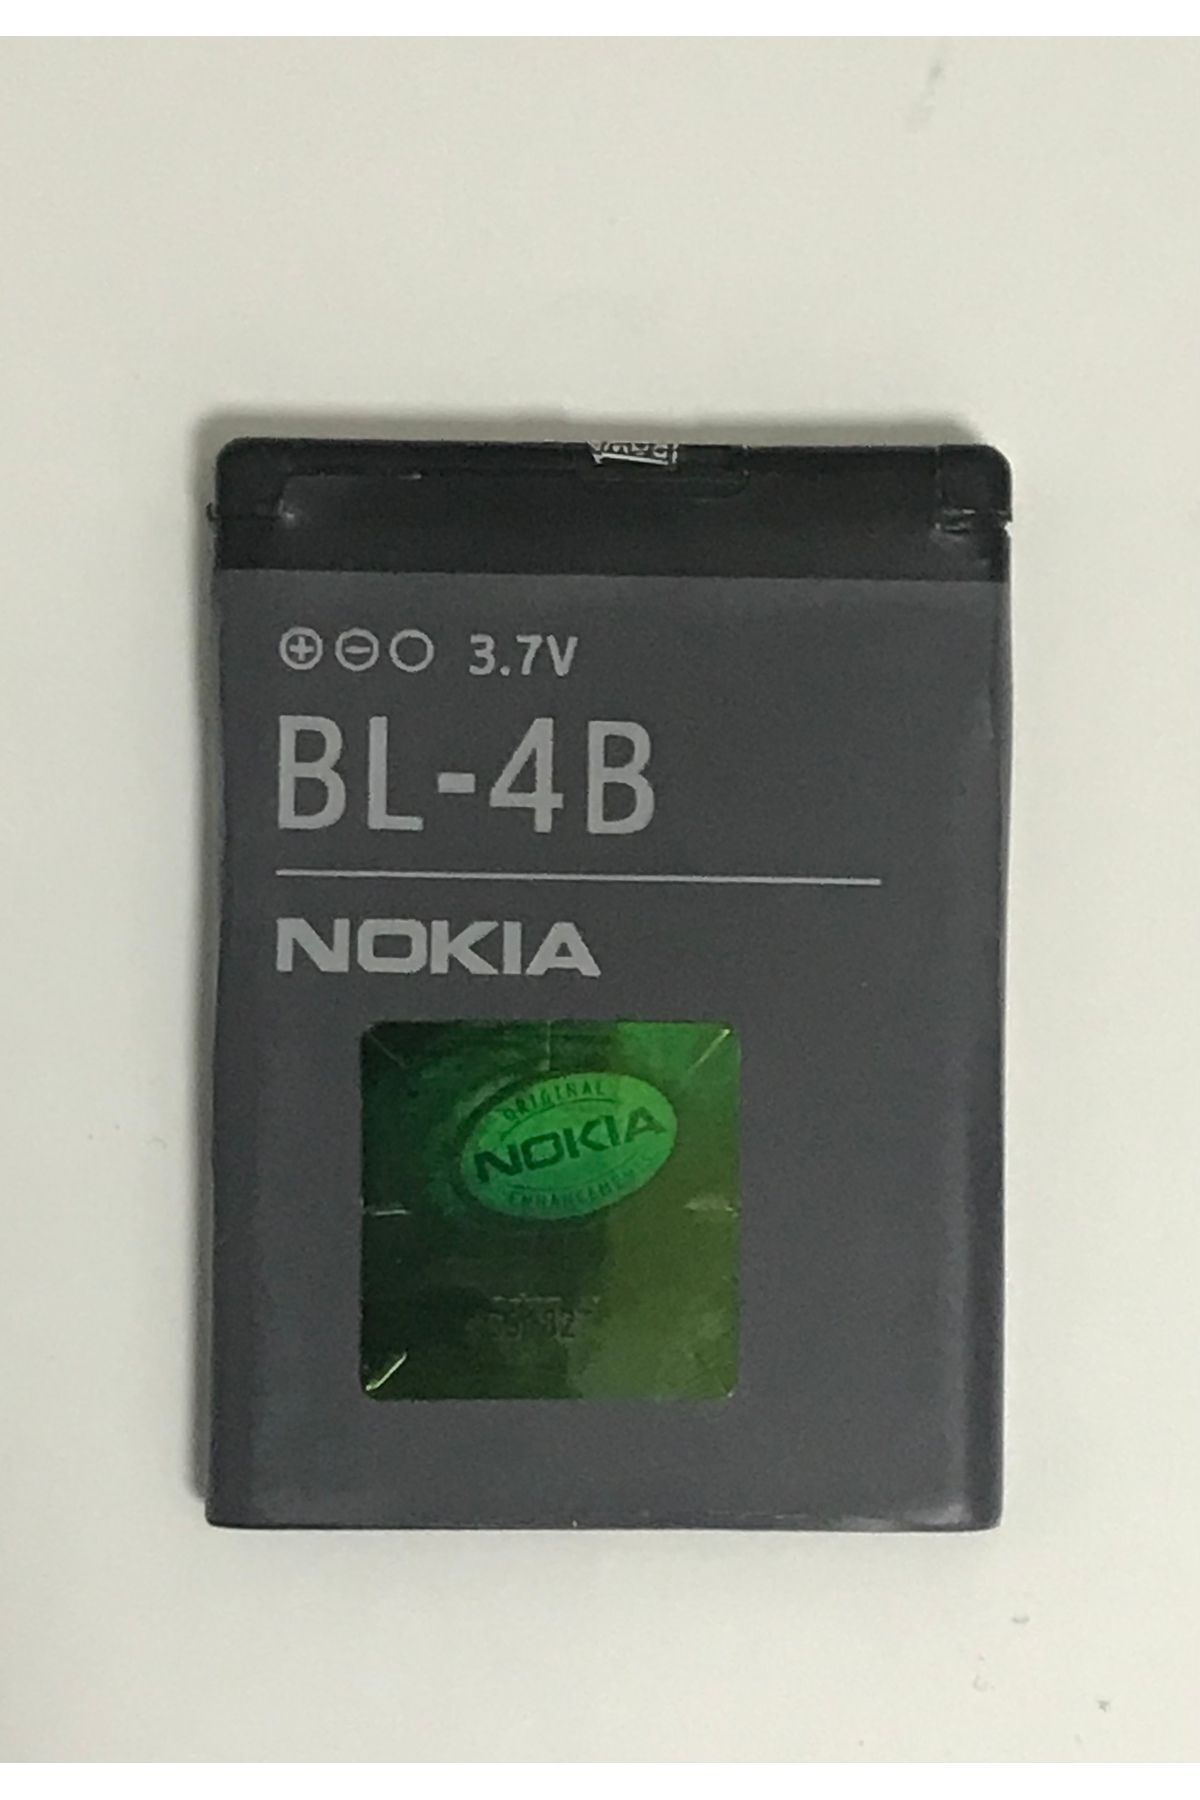 ⊕⊖○ 3.7V
BL-4B
NOKIA
ORIGINAL
NOKIA
ENHANCEMENTS